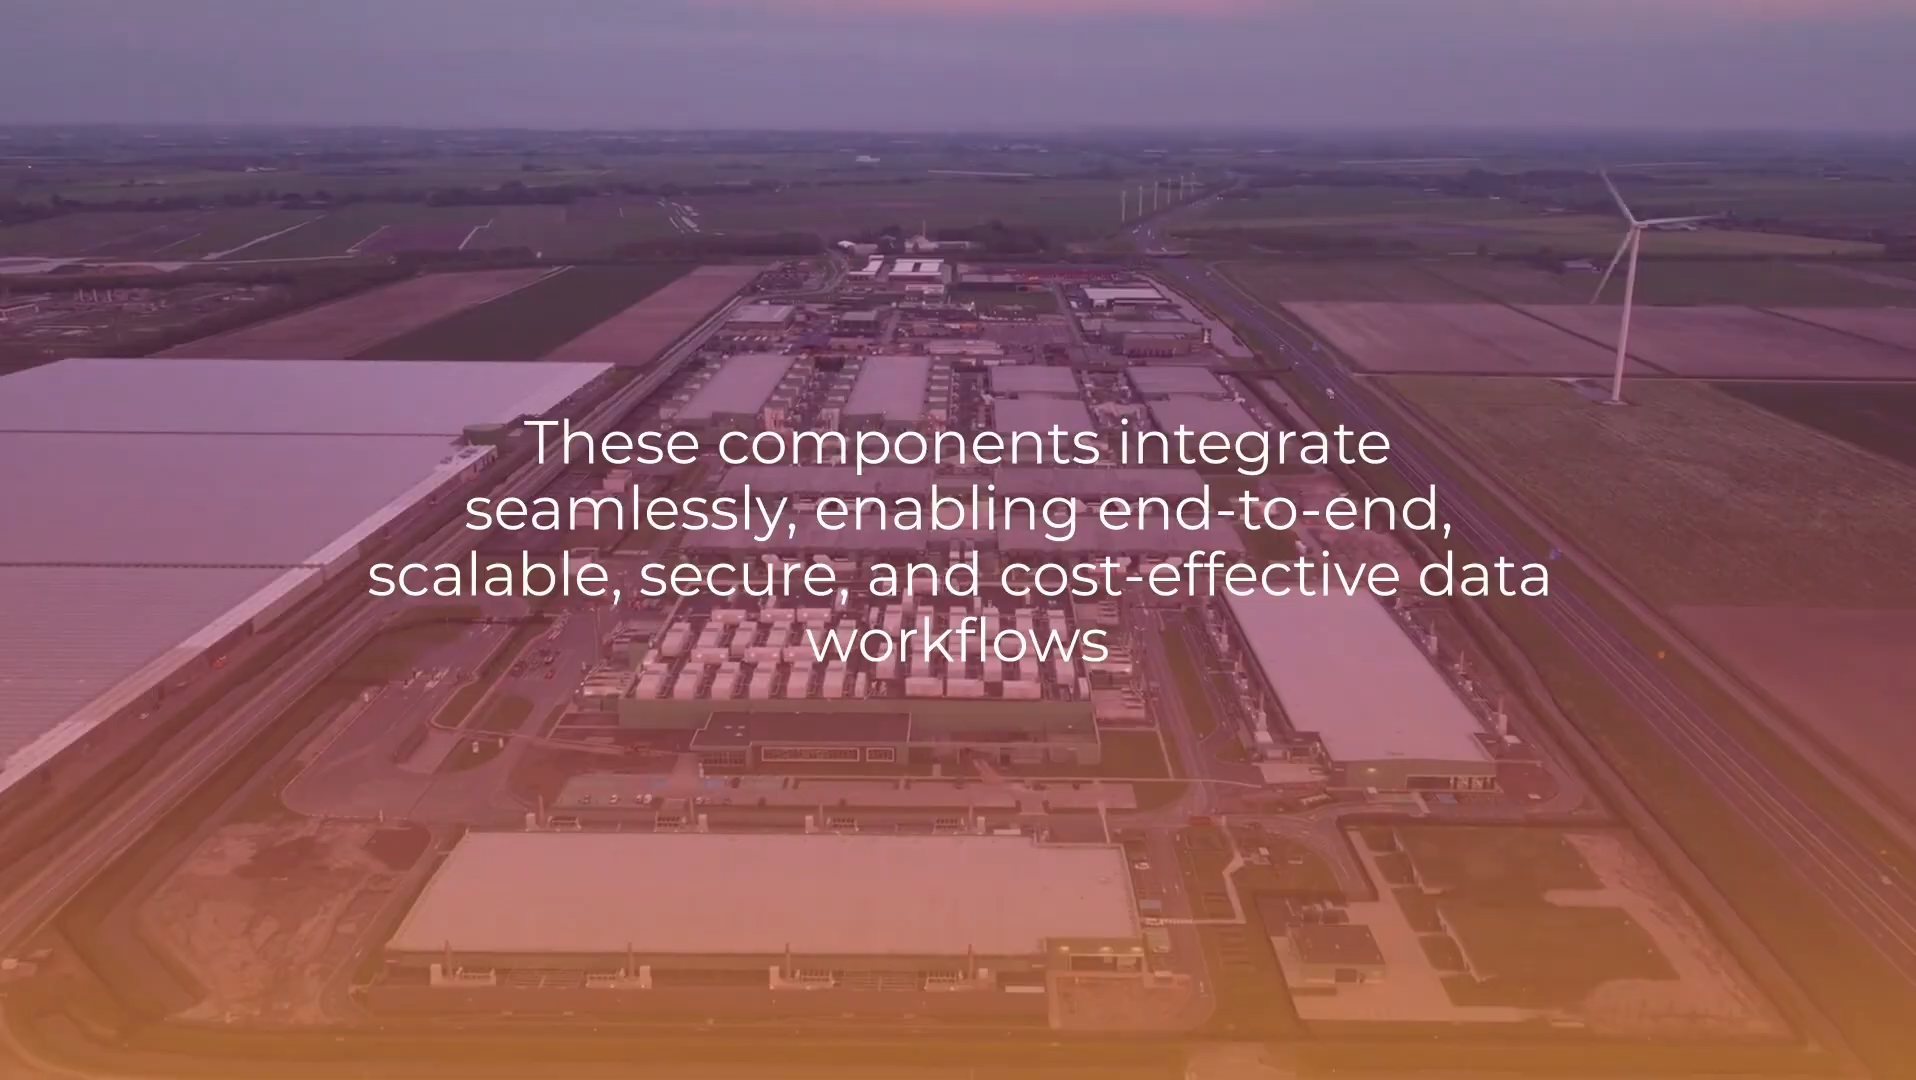 These components integrate
seamlessly, enabling end-to-end,
scalable, secure, and cost-effective data
workflows